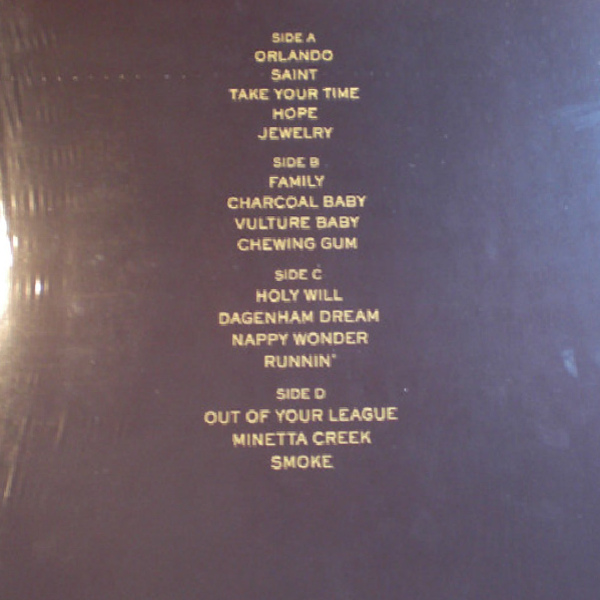 SIDE A
ORLANDO
SAINT
TAKE YOUR TIME
HOPE
JEWELRY
SIDE B
FAMILY
CHARCOAL BABY
VULTURE BABY
CHEWING GUM
SIDE C
HOLY WILL
DAGENHAM DREAM
NAPPY WONDER
RUNNIN'
SIDE D
OUT OF YOUR LEAGUE
MINETTA CREEK
SMOKE